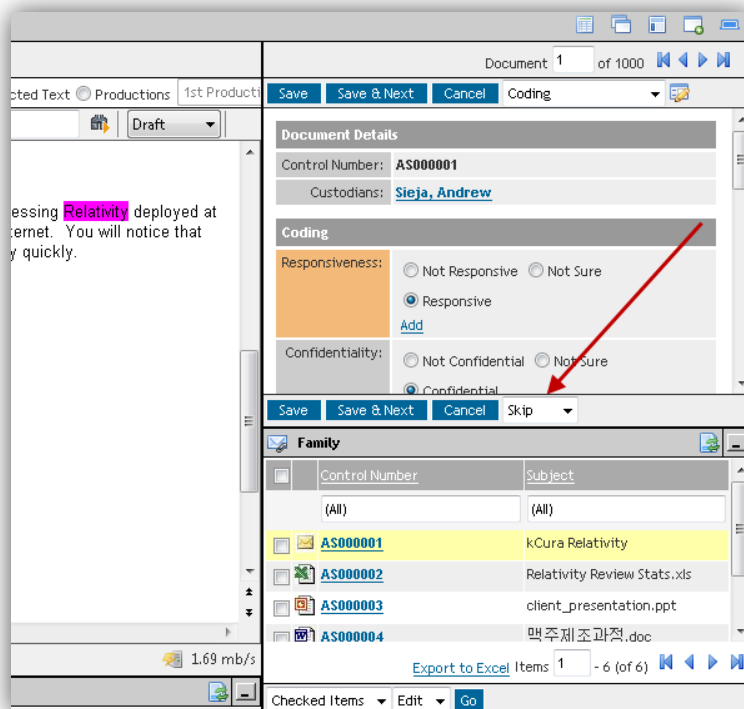 Document 1 of 1000
cted Text Productions 1st Producti
Save Save & Next Cancel Coding
Draft
Document Details
Control Number: AS000001
Custodians: Sieja, Andrew
essing Relativity deployed at
ernet. You will notice that
y quickly.
Coding
Responsiveness: Not Responsive Not Sure
Responsive
Add
Confidentiality: Not Confidential Not Sure
Confidential
Save Save & Next Cancel Skip
Family
Control Number Subject
(All) (All)
AS000001 kCura Relativity
AS000002 Relativity Review Stats.xls
AS000003 client_presentation.ppt
AS000004 맥주제조과정.doc
1.69 mb/s
Export to Excel Items 1 - 6 (of 6)
Checked Items Edit Go